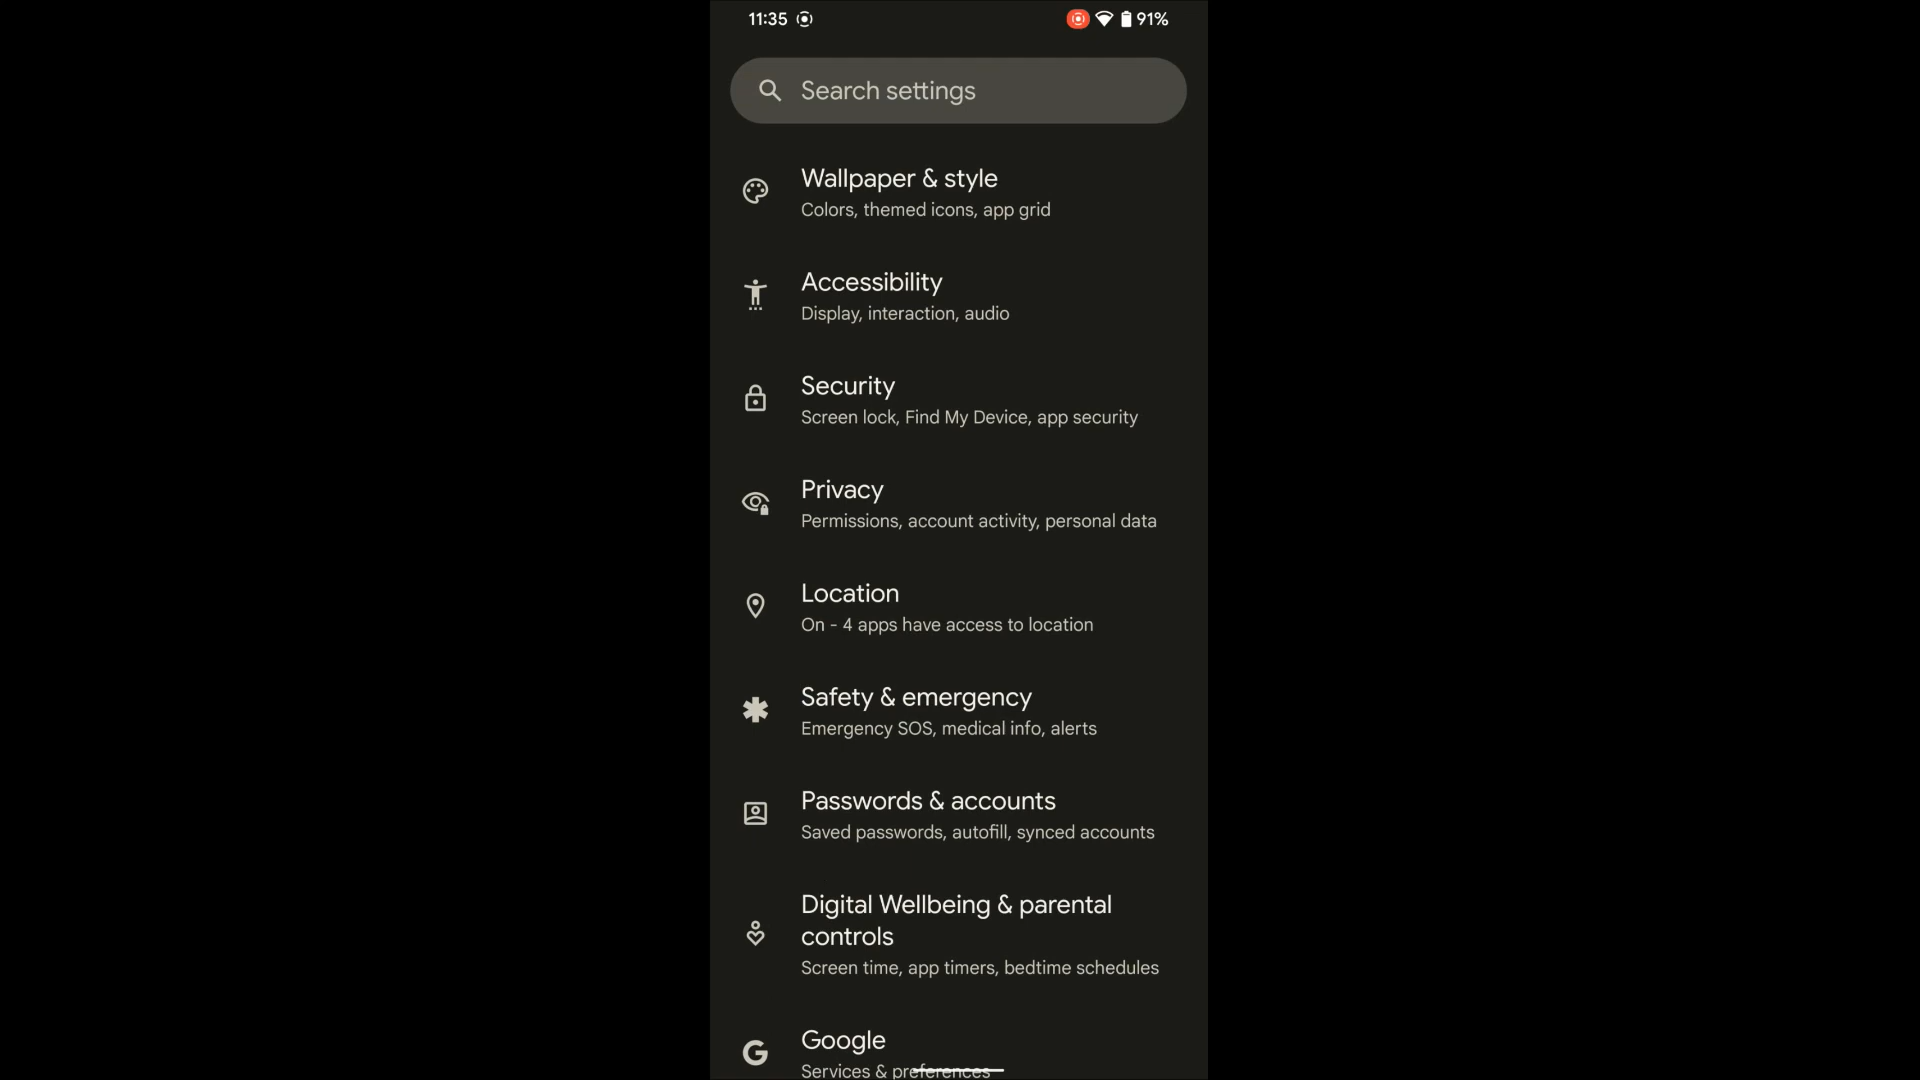 11:35 91%
Search settings
Wallpaper & style
Colors, themed icons, app grid
Accessibility
Display, interaction, audio
Security
Screen lock, Find My Device, app security
Privacy
Permissions, account activity, personal data
Location
On - 4 apps have access to location
Safety & emergency
Emergency SOS, medical info, alerts
Passwords & accounts
Saved passwords, autofill, synced accounts
Digital Wellbeing & parental
controls
Screen time, app timers, bedtime schedules
Google
Services & preferences